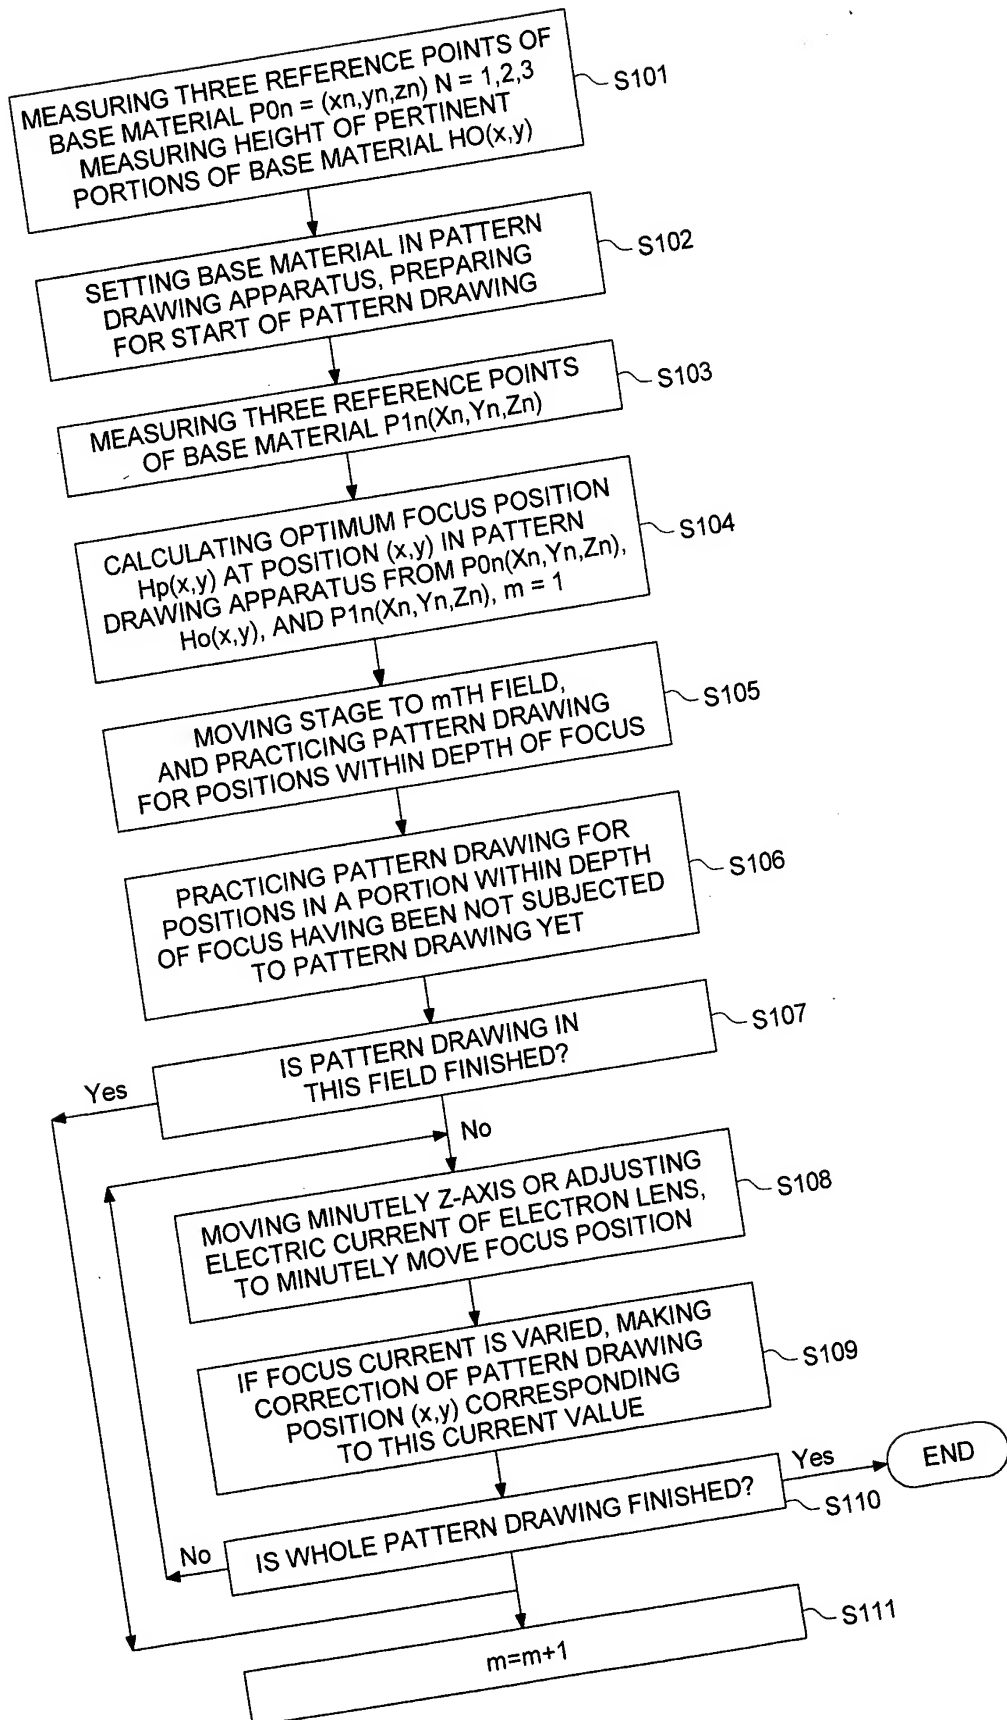 MEASURING THREE REFERENCE POINTS OF
BASE MATERIAL P0n = (xn,yn,zn) N = 1,2,3
MEASURING HEIGHT OF PERTINENT
PORTIONS OF BASE MATERIAL HO(x,y)
S101
SETTING BASE MATERIAL IN PATTERN
DRAWING APPARATUS, PREPARING
FOR START OF PATTERN DRAWING
S102
MEASURING THREE REFERENCE POINTS
OF BASE MATERIAL P1n(Xn,Yn,Zn)
S103
CALCULATING OPTIMUM FOCUS POSITION
Hp(x,y) AT POSITION (x,y) IN PATTERN
DRAWING APPARATUS FROM P0n(Xn,Yn,Zn),
Ho(x,y), AND P1n(Xn,Yn,Zn), m = 1
S104
MOVING STAGE TO mTH FIELD,
AND PRACTICING PATTERN DRAWING
FOR POSITIONS WITHIN DEPTH OF FOCUS
S105
PRACTICING PATTERN DRAWING FOR
POSITIONS IN A PORTION WITHIN DEPTH
OF FOCUS HAVING BEEN NOT SUBJECTED
TO PATTERN DRAWING YET
S106
IS PATTERN DRAWING IN
THIS FIELD FINISHED?
S107
Yes
No
MOVING MINUTELY Z-AXIS OR ADJUSTING
ELECTRIC CURRENT OF ELECTRON LENS,
TO MINUTELY MOVE FOCUS POSITION
S108
IF FOCUS CURRENT IS VARIED, MAKING
CORRECTION OF PATTERN DRAWING
POSITION (x,y) CORRESPONDING
TO THIS CURRENT VALUE
S109
IS WHOLE PATTERN DRAWING FINISHED?
Yes
END
S110
No
m=m+1
S111